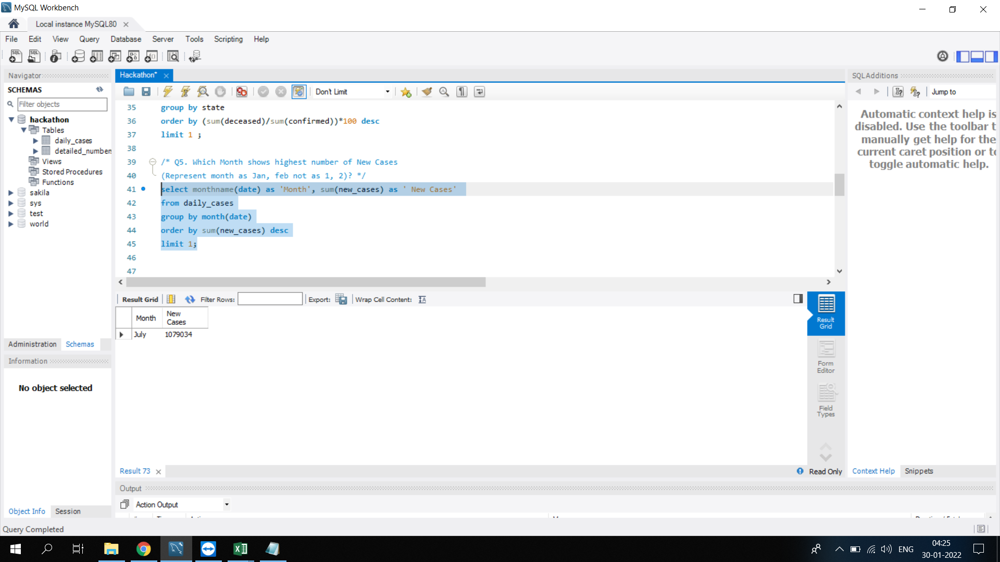 MySQL Workbench
Local instance MySQL80
File Edit View Query Database Server Tools Scripting Help
Navigator
SCHEMAS
Filter objects
hackathon
Tables
daily_cases
detailed_number
Views
Stored Procedures
Functions
sakila
sys
test
world
Administration Schemas
Information
No object selected
Object Info Session
Hackathon*
Don't Limit
35 group by state
36 order by (sum(deceased)/sum(confirmed))*100 desc
37 limit 1 ;
38
39 /* Q5. Which Month shows highest number of New Cases
40 (Represent month as Jan, feb not as 1, 2)? */
41 select monthname(date) as 'Month', sum(new_cases) as ' New Cases'
42 from daily_cases
43 group by month(date)
44 order by sum(new_cases) desc
45 limit 1;
46
47
Result Grid Filter Rows: Export: Wrap Cell Content:
Month New Cases
July 1079034
Result Grid
Form Editor
Field Types
Result 73
Read Only
Output
Action Output
SQLAdditions
Jump to
Automatic context help is
disabled. Use the toolbar t
manually get help for the
current caret position or to
toggle automatic help.
Context Help Snippets
Query Completed
ENG
04:25
30-01-2022